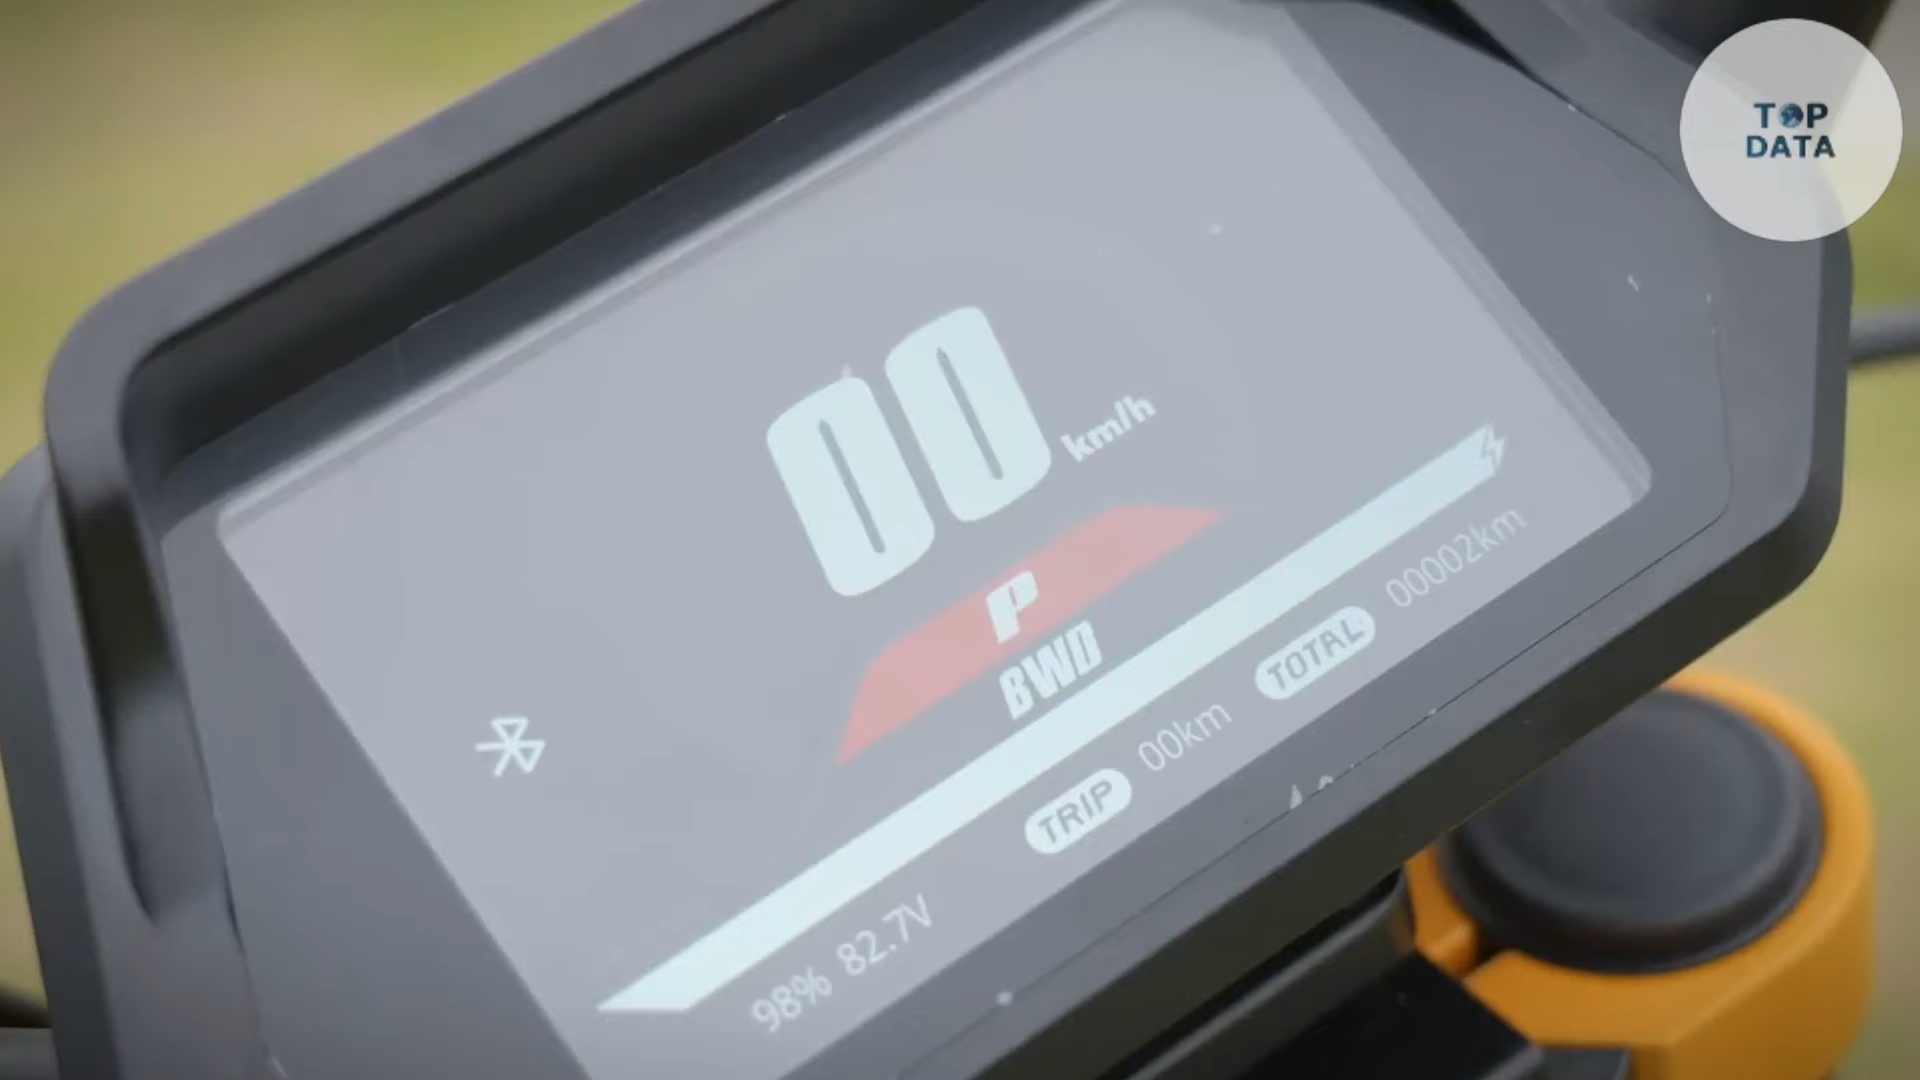 TOP
DATA
00 km/h
P
BWD
98% 82.7V TRIP 00km TOTAL 00002km